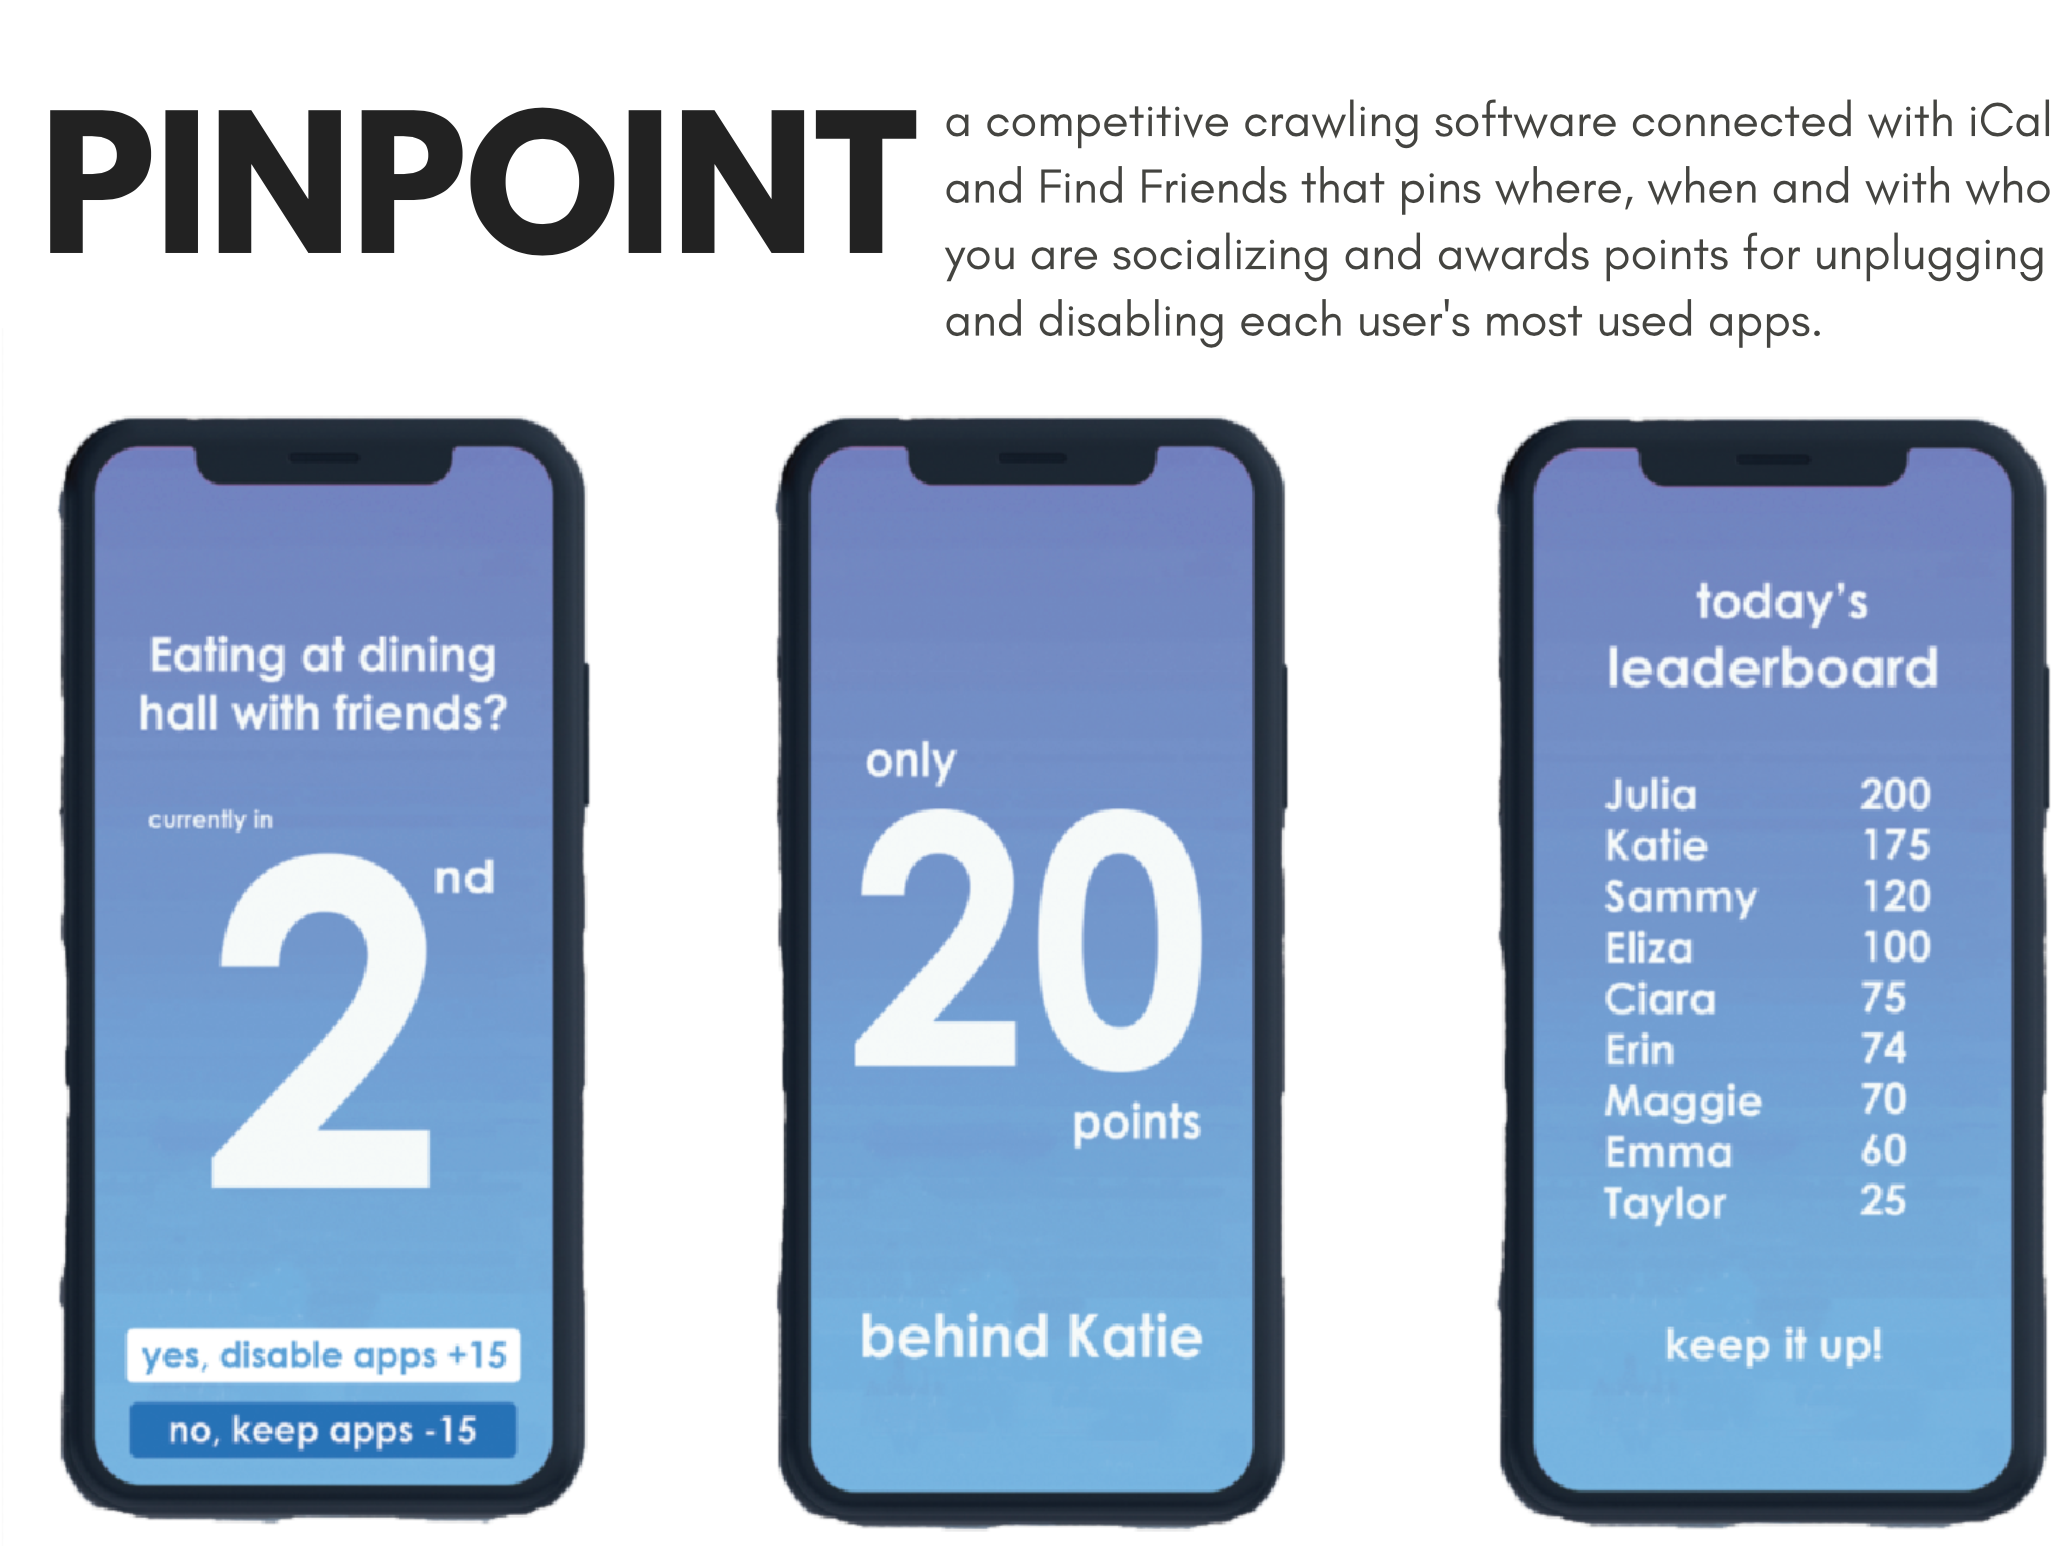 PINPOINT
a competitive crawling software connected with iCal
and Find Friends that pins where, when and with who
you are socializing and awards points for unplugging
and disabling each user's most used apps.
Eating at dining
hall with friends?
currently in
2nd
yes, disable apps +15
no, keep apps -15
only
20
points
behind Katie
today's
leaderboard
Julia 200
Katie 175
Sammy 120
Eliza 100
Ciara 75
Erin 74
Maggie 70
Emma 60
Taylor 25
keep it up!